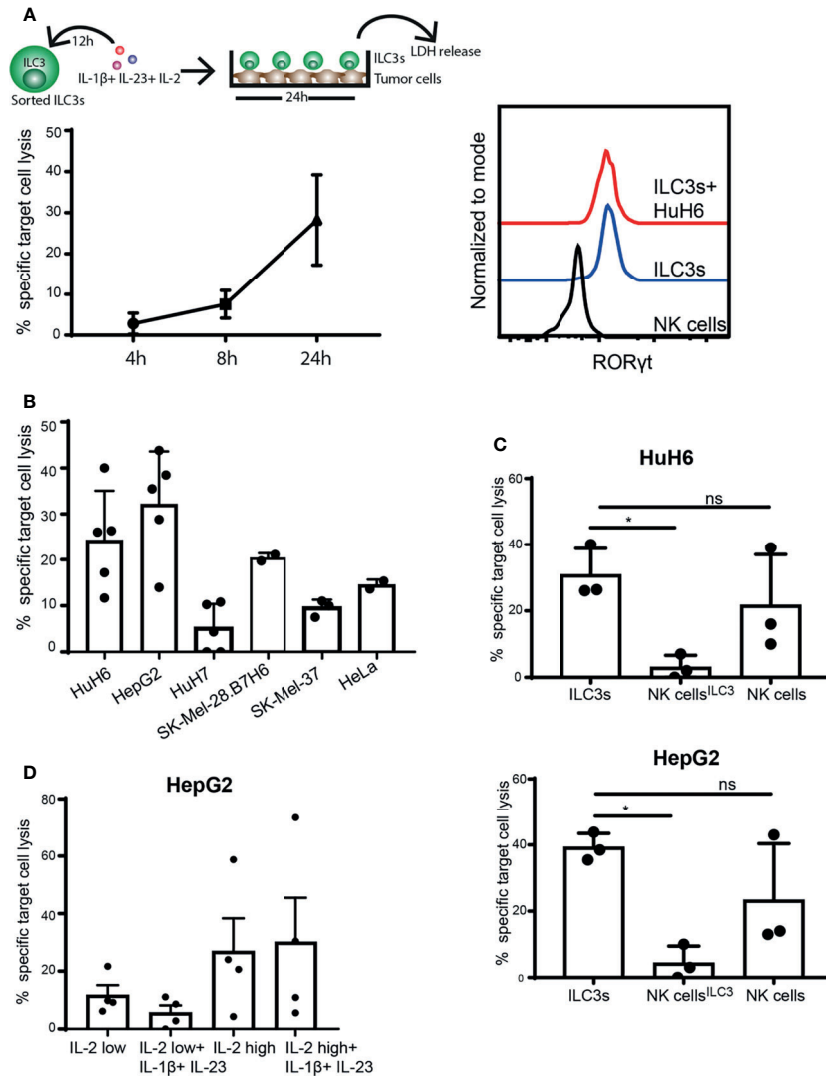 A
12h
ILC3
IL-1β+ IL-23+ IL-2
Sorted ILC3s
ILC3s
LDH release
Tumor cells
24h
% specific target cell lysis
50
40
30
20
10
0
4h
8h
24h
Normalized to mode
ILC3s+
HuH6
ILC3s
NK cells
RORγt
B
% specific target cell lysis
50
40
30
20
10
0
HuH6
HepG2
HuH7
SK-Mel-28.B7H6
SK-Mel-37
HeLa
C
HuH6
% specific target cell lysis
60
40
20
0
ns
*
ILC3s
NK cellsILC3
NK cells
D
HepG2
% specific target cell lysis
80
60
40
20
0
IL-2 low
IL-2 low+
IL-1β+ IL-23
IL-2 high
IL-2 high+
IL-1β+ IL-23
HepG2
% specific target cell lysis
60
40
20
0
ns
*
ILC3s
NK cellsILC3
NK cells